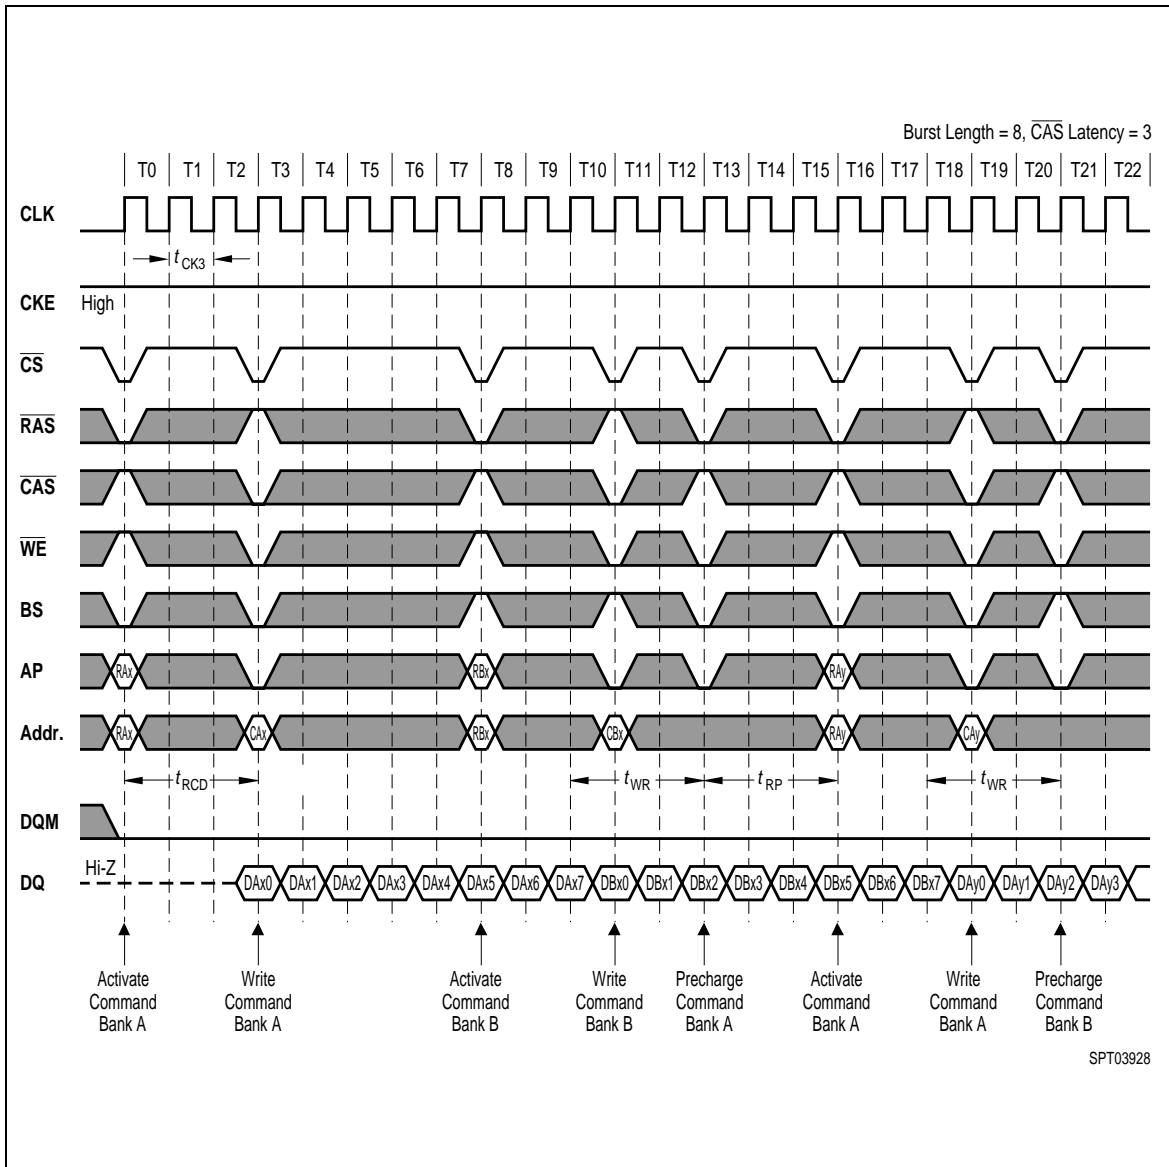 Burst Length = 8, CAS Latency = 3
T0 T1 T2 T3 T4 T5 T6 T7 T8 T9 T10 T11 T12 T13 T14 T15 T16 T17 T18 T19 T20 T21 T22
CLK
tCK3
CKE High
CS
RAS
CAS
WE
BS
AP RAx RBx RAy
Addr. RAx CAx RBx CBx RAy CAy
tRCD tWR tRP tWR
DQM
Hi-Z
DQ DAx0 DAx1 DAx2 DAx3 DAx4 DAx5 DAx6 DAx7 DBx0 DBx1 DBx2 DBx3 DBx4 DBx5 DBx6 DBx7 DAy0 DAy1 DAy2 DAy3
Activate Command Bank A
Write Command Bank A
Activate Command Bank B
Write Command Bank B
Precharge Command Bank A
Activate Command Bank A
Write Command Bank A
Precharge Command Bank B
SPT03928